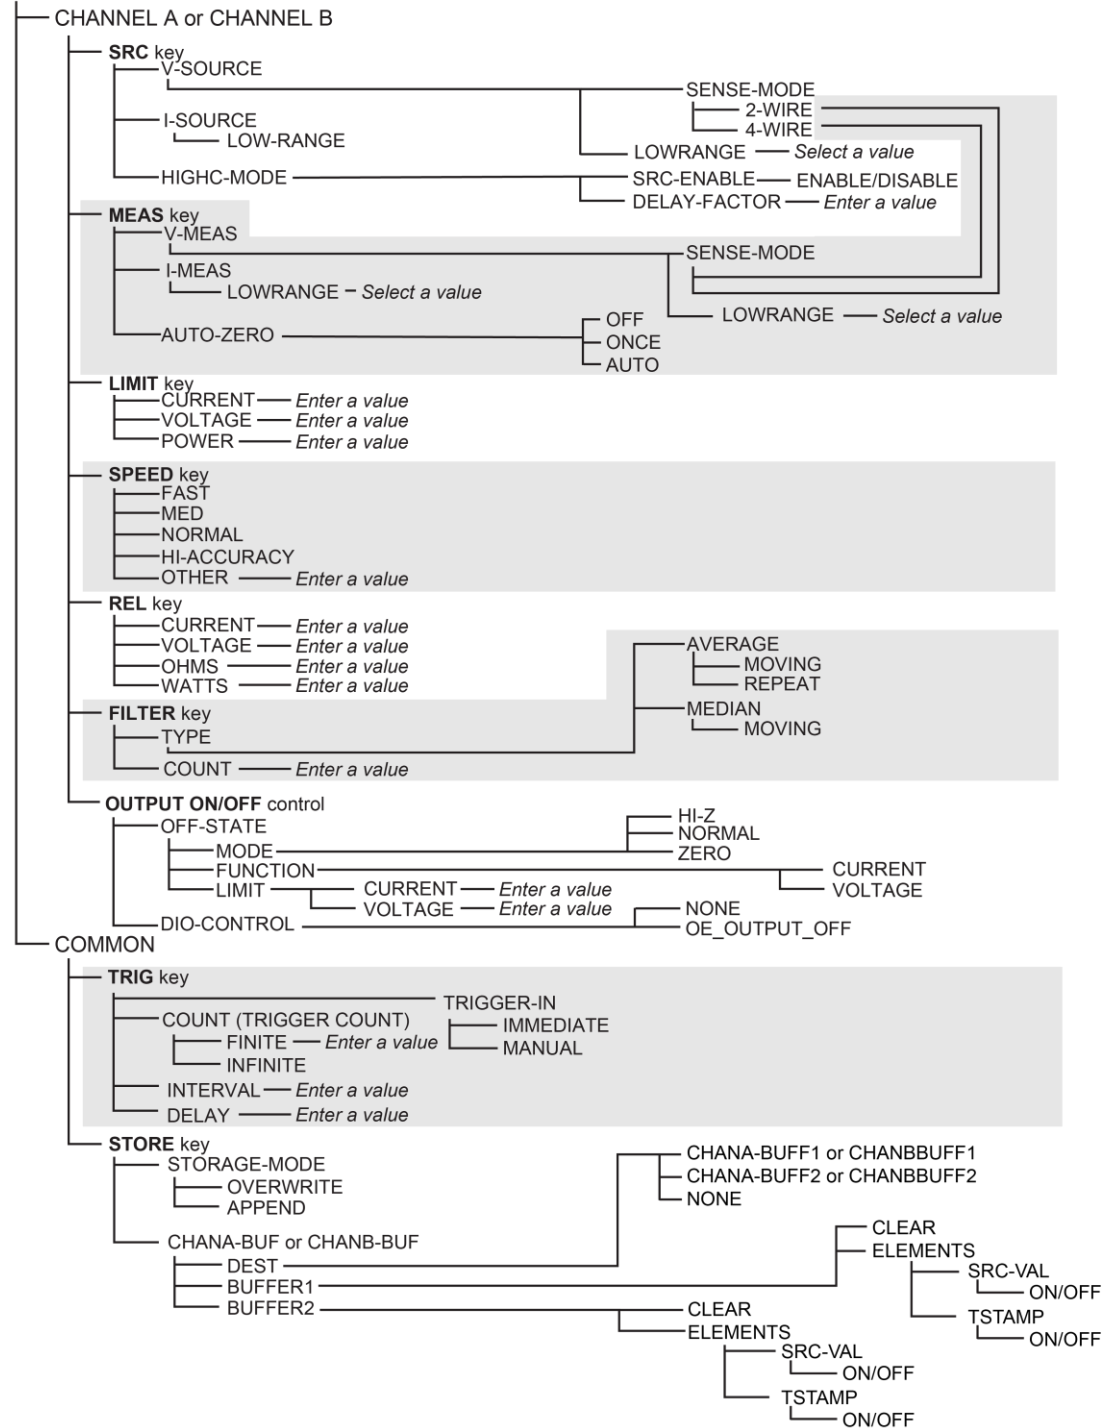 CHANNEL A or CHANNEL B
SRC key
V-SOURCE
SENSE-MODE
2-WIRE
4-WIRE
I-SOURCE
LOW-RANGE
LOWRANGE Select a value
HIGHC-MODE SRC-ENABLE ENABLE/DISABLE
DELAY-FACTOR Enter a value
MEAS key
V-MEAS
SENSE-MODE
I-MEAS
LOWRANGE Select a value
LOWRANGE Select a value
AUTO-ZERO
OFF
ONCE
AUTO
LIMIT key
CURRENT Enter a value
VOLTAGE Enter a value
POWER Enter a value
SPEED key
FAST
MED
NORMAL
HI-ACCURACY
OTHER Enter a value
REL key
CURRENT Enter a value
VOLTAGE Enter a value
OHMS Enter a value
WATTS Enter a value
FILTER key
TYPE
AVERAGE
MOVING
REPEAT
MEDIAN
MOVING
COUNT Enter a value
OUTPUT ON/OFF control
OFF-STATE
MODE
HI-Z
NORMAL
ZERO
FUNCTION
CURRENT
VOLTAGE
LIMIT CURRENT Enter a value
VOLTAGE Enter a value
DIO-CONTROL
NONE
OE_OUTPUT_OFF
COMMON
TRIG key
TRIGGER-IN
IMMEDIATE
MANUAL
COUNT (TRIGGER COUNT)
FINITE Enter a value
INFINITE
INTERVAL Enter a value
DELAY Enter a value
STORE key
STORAGE-MODE
OVERWRITE
APPEND
CHANA-BUF or CHANB-BUF
DEST
CHANA-BUFF1 or CHANBBUFF1
CHANA-BUFF2 or CHANBBUFF2
NONE
BUFFER1
CLEAR
ELEMENTS
SRC-VAL
ON/OFF
TSTAMP
ON/OFF
BUFFER2
CLEAR
ELEMENTS
SRC-VAL
ON/OFF
TSTAMP
ON/OFF